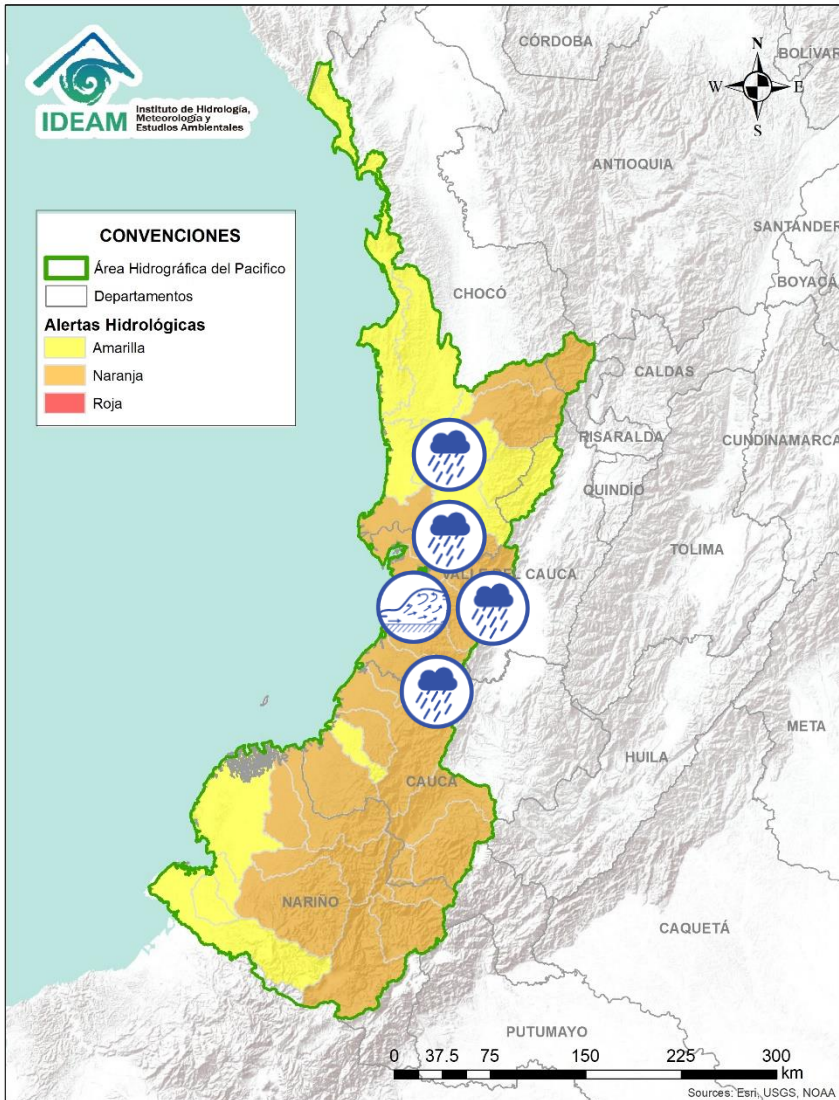 IDEAM
Instituto de Hidrología,
Meteorología y
Estudios Ambientales
N
W
E
S
CÓRDOBA
BOLÍVAR
ANTIOQUIA
SANTANDER
BOYACÁ
CHOCÓ
CALDAS
RISARALDA
CUNDINAMARCA
QUINDÍO
TOLIMA
VALLE DEL CAUCA
META
HUILA
CAUCA
NARIÑO
CAQUETÁ
PUTUMAYO
CONVENCIONES
Área Hidrográfica del Pacifico
Departamentos
Alertas Hidrológicas
Amarilla
Naranja
Roja
0 37.5 75 150 225 300
km
Sources: Esri, USGS, NOAA